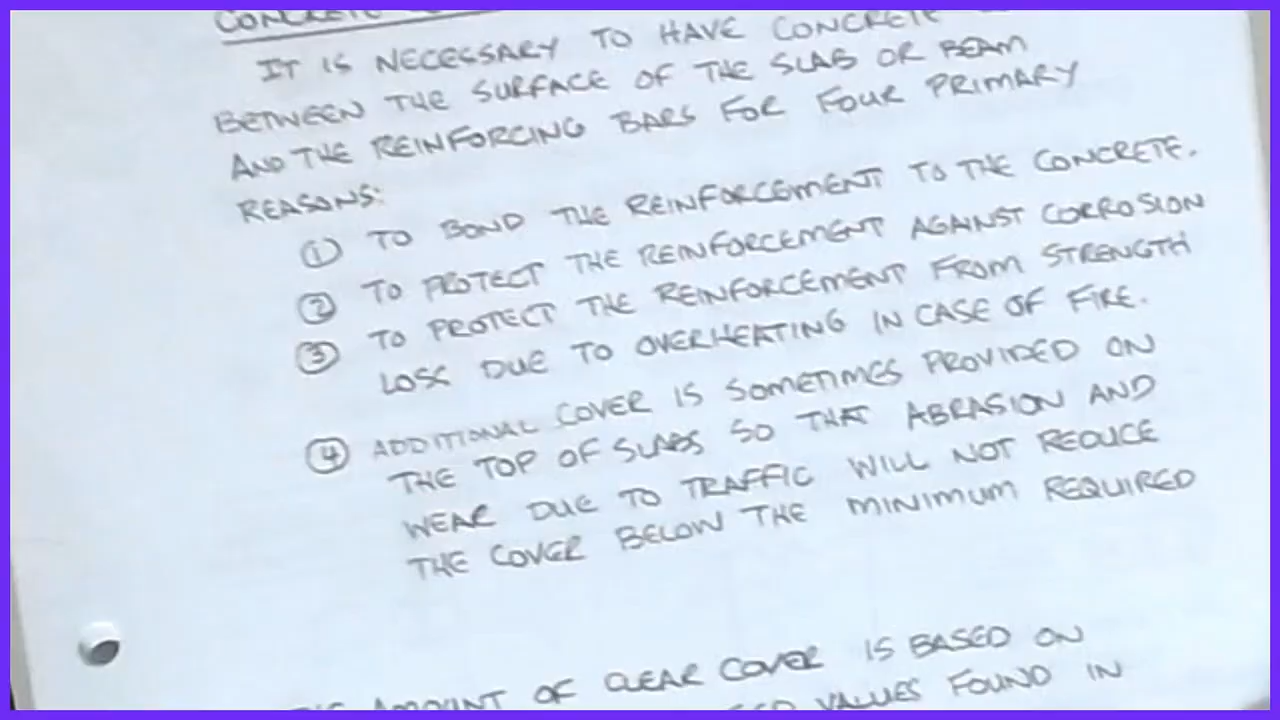 CONCRETE
IT IS NECESSARY TO HAVE CONCRETE
BETWEEN THE SURFACE OF THE SLAB OR BEAM
AND THE REINFORCING BARS FOR FOUR PRIMARY
REASONS:
① TO BOND THE REINFORCEMENT TO THE CONCRETE.
② TO PROTECT THE REINFORCEMENT AGAINST CORROSION
③ TO PROTECT THE REINFORCEMENT FROM STRENGTH
LOSS DUE TO OVERHEATING IN CASE OF FIRE.
④ ADDITIONAL COVER IS SOMETIMES PROVIDED ON
THE TOP OF SLABS SO THAT ABRASION AND
WEAR DUE TO TRAFFIC WILL NOT REDUCE
THE COVER BELOW THE MINIMUM REQUIRED
AMOUNT OF CLEAR COVER IS BASED ON
VALUES FOUND IN